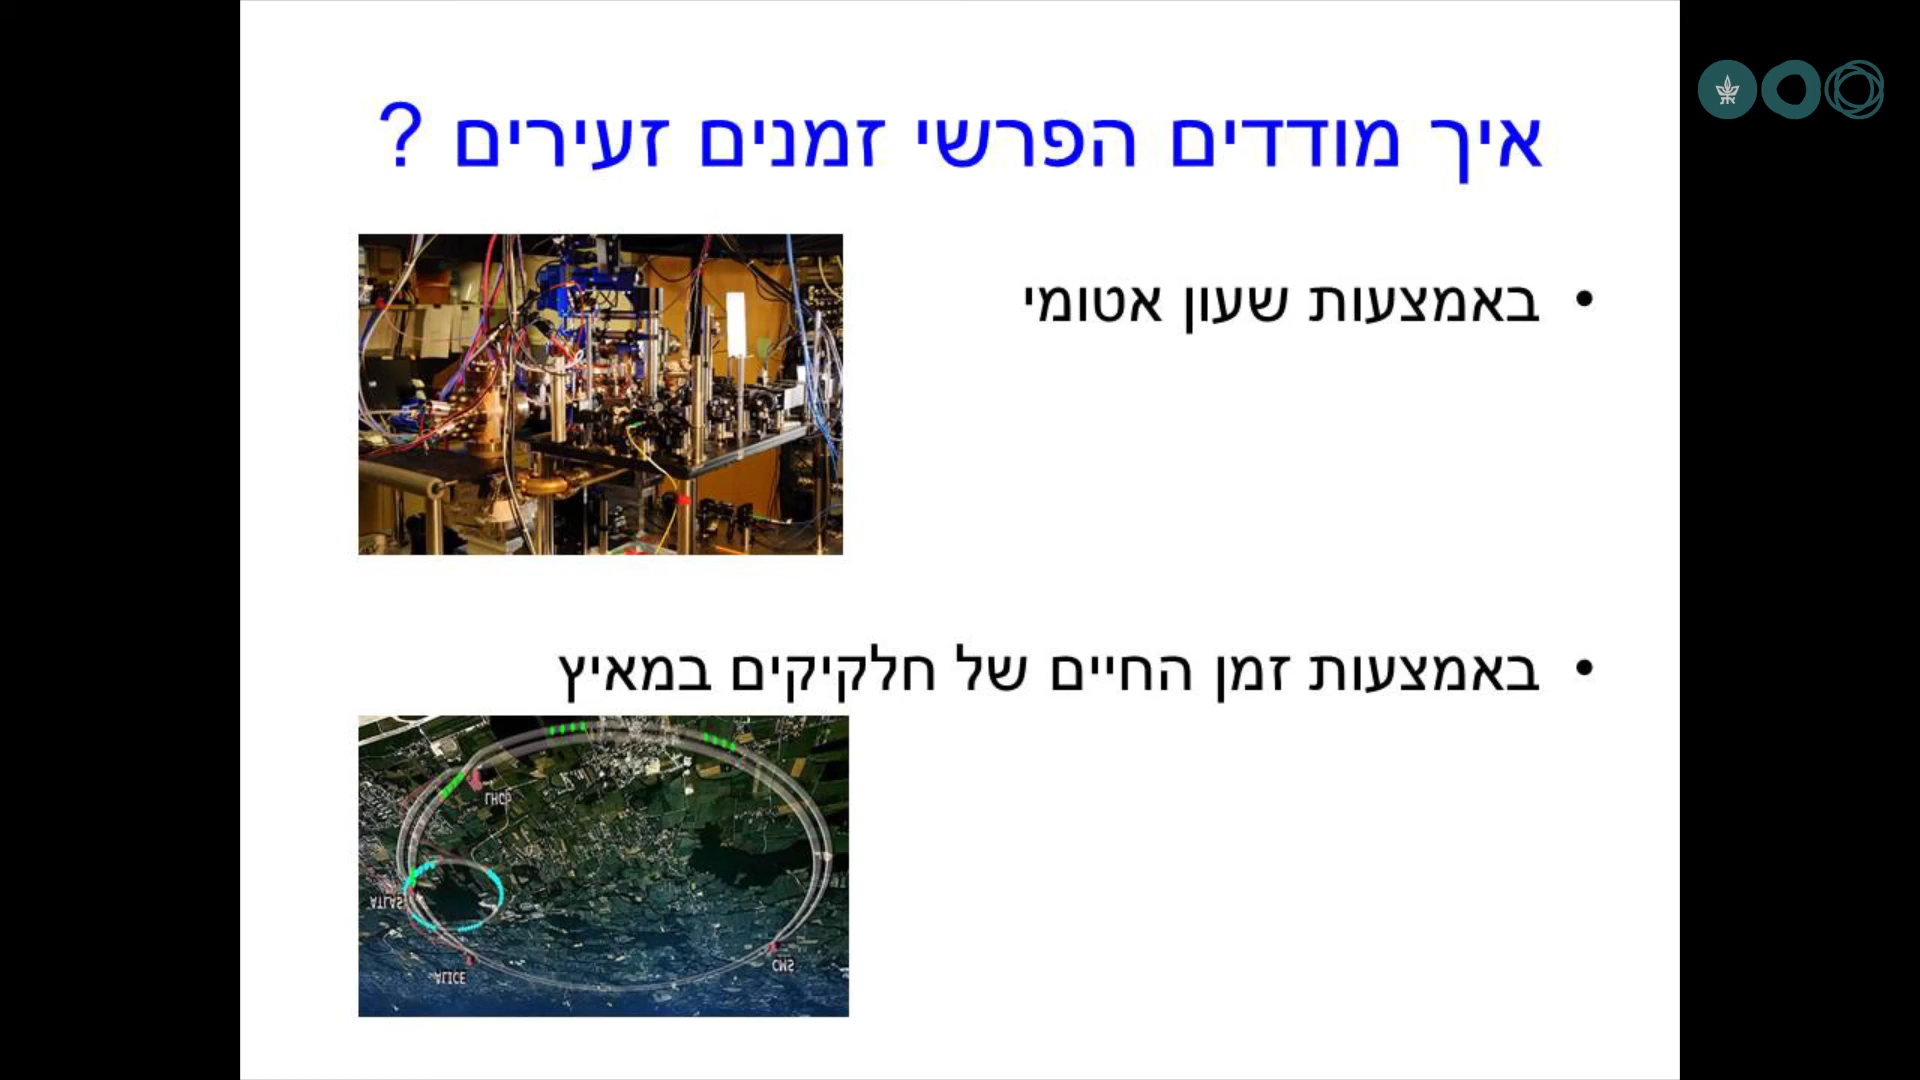 איך מודדים הפרשי זמנים זעירים ?
• באמצעות שעון אטומי
• באמצעות זמן החיים של חלקיקים במאיץ
LHCb
ATLAS
ALICE
CMS